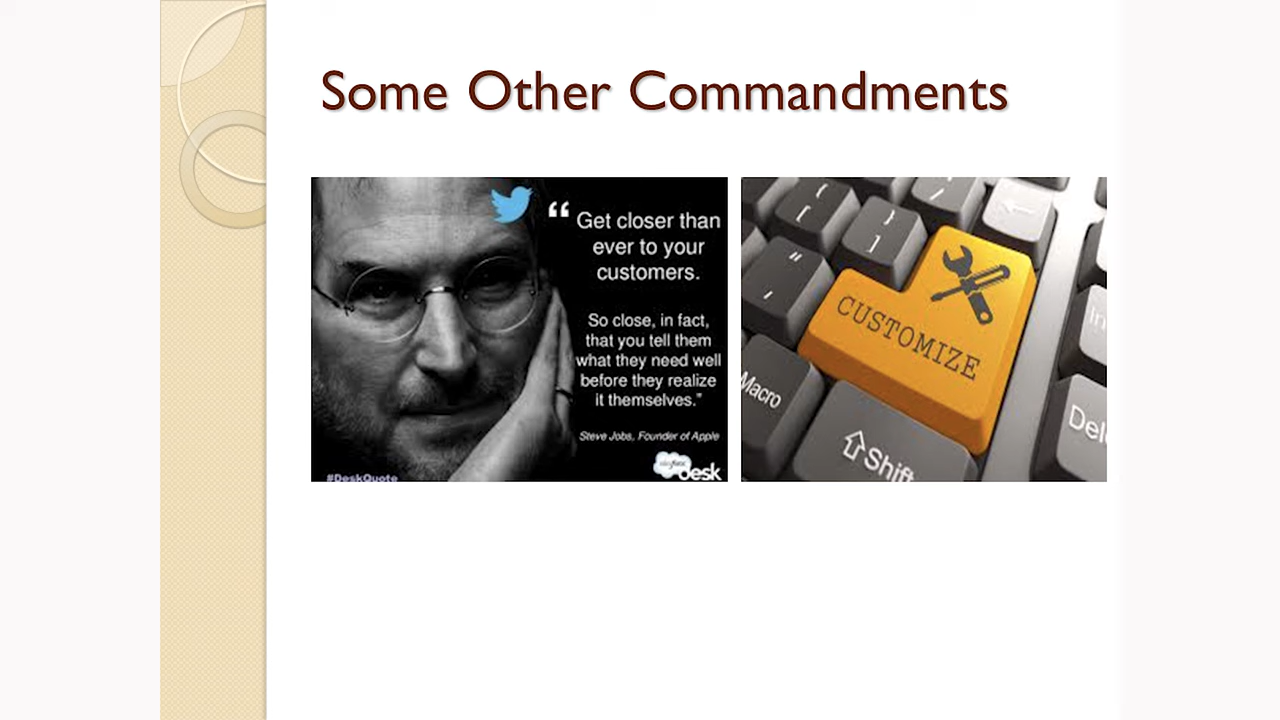 Some Other Commandments
“ Get closer than
ever to your
customers.
So close, in fact,
that you tell them
what they need well
before they realize
it themselves.”
Steve Jobs, Founder of Apple
desk
#DeskQuote
{
[
}
]
/
"
'
CUSTOMIZE
Macro
Shift
In
Del